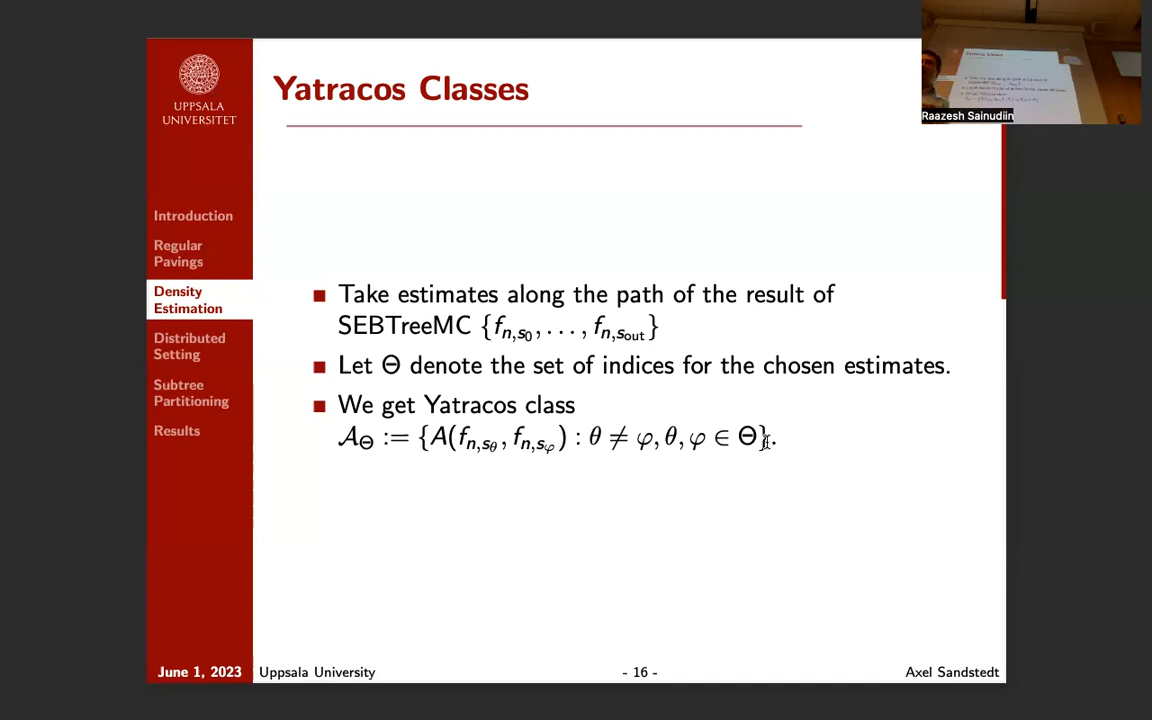 Yatracos Classes
UPPSALA
UNIVERSITET
Raazesh Sainudiin
Introduction
Regular
Pavings
Density
Estimation
Distributed
Setting
Subtree
Partitioning
Results
■ Take estimates along the path of the result of
SEBTreeMC {f_{n,s_0}, . . . , f_{n,s_out}}
■ Let Θ denote the set of indices for the chosen estimates.
■ We get Yatracos class
𝒜_Θ := {A(f_{n,s_θ}, f_{n,s_φ}) : θ ≠ φ, θ, φ ∈ Θ}.
June 1, 2023 Uppsala University - 16 - Axel Sandstedt